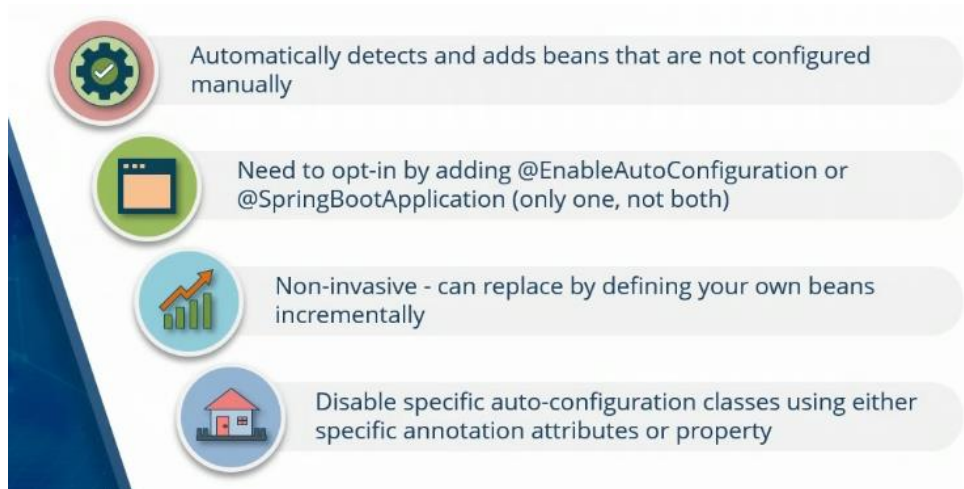 Automatically detects and adds beans that are not configured
manually
Need to opt-in by adding @EnableAutoConfiguration or
@SpringBootApplication (only one, not both)
Non-invasive - can replace by defining your own beans
incrementally
Disable specific auto-configuration classes using either
specific annotation attributes or property